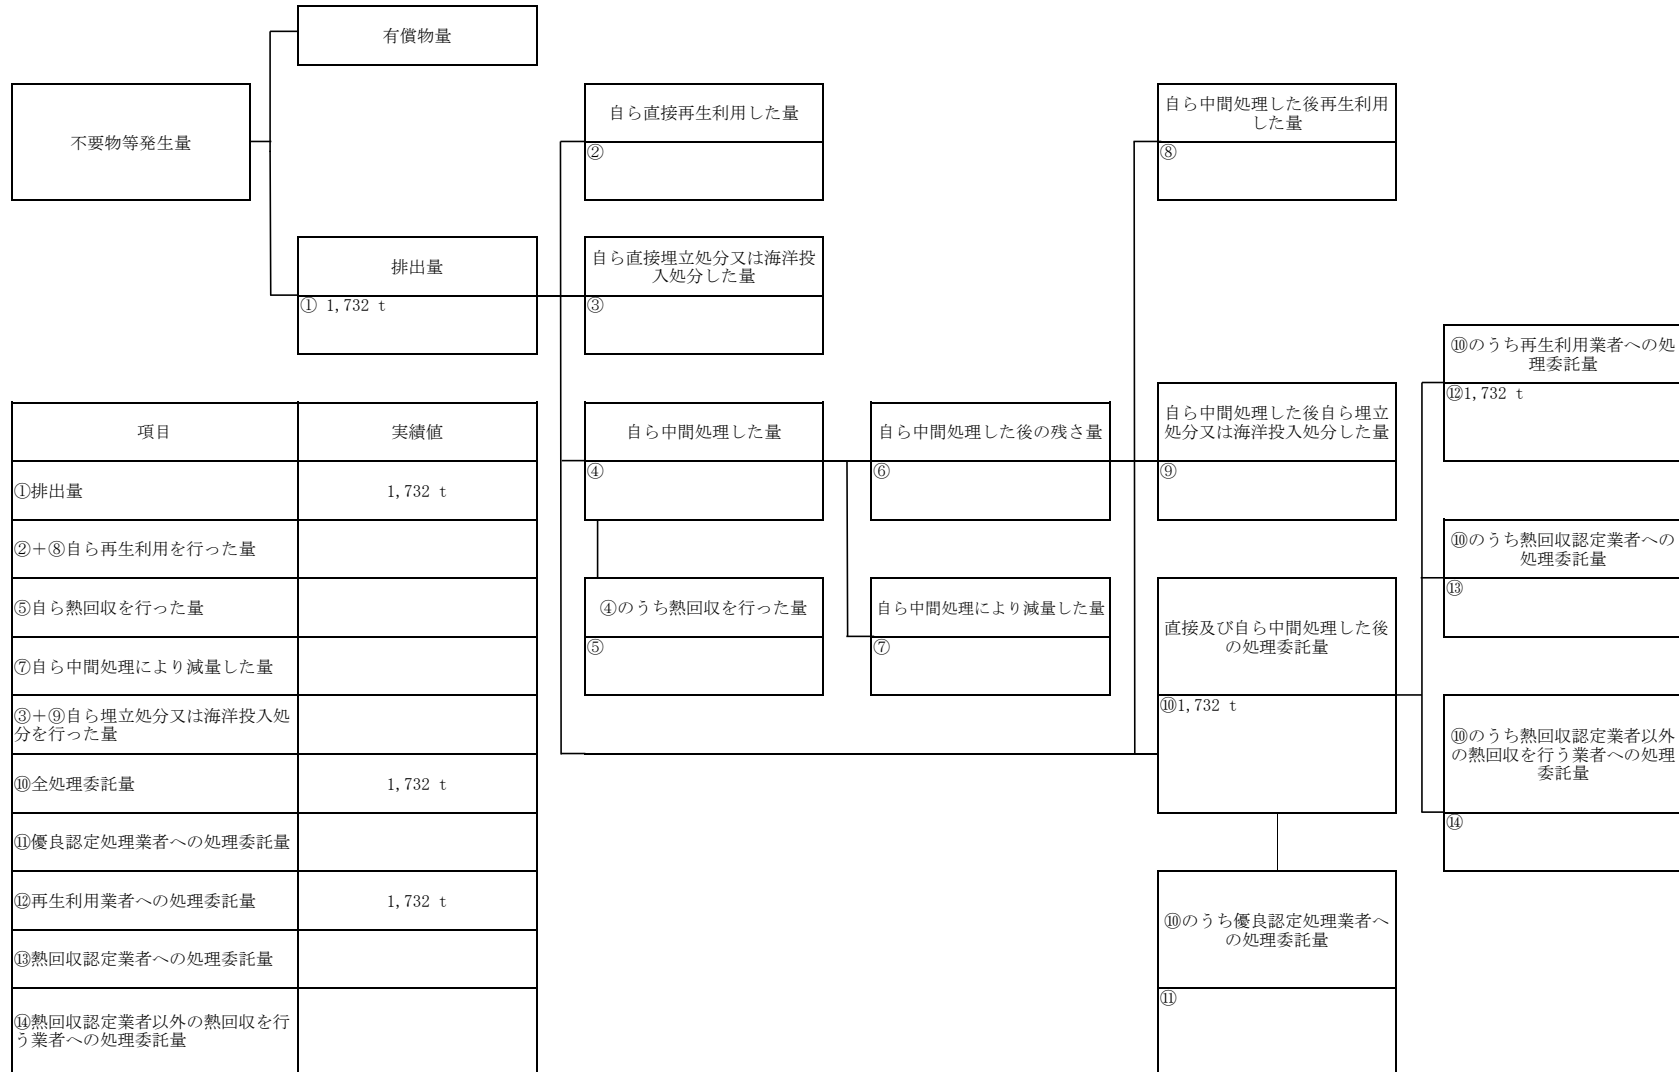 有償物量
不要物等発生量
自ら直接再生利用した量
②
自ら中間処理した後再生利用
した量
⑧
排出量
① 1,732 t
自ら直接埋立処分又は海洋投
入処分した量
③
⑩のうち再生利用業者への処
理委託量
⑫1,732 t
自ら中間処理した量
④
自ら中間処理した後の残さ量
⑥
自ら中間処理した後自ら埋立
処分又は海洋投入処分した量
⑨
⑩のうち熱回収認定業者への
処理委託量
⑬
④のうち熱回収を行った量
⑤
自ら中間処理により減量した量
⑦
直接及び自ら中間処理した後
の処理委託量
⑩1,732 t
⑩のうち熱回収認定業者以外
の熱回収を行う業者への処理
委託量
⑭
⑩のうち優良認定処理業者へ
の処理委託量
⑪
項目 実績値
①排出量 1,732 t
②+⑧自ら再生利用を行った量
⑤自ら熱回収を行った量
⑦自ら中間処理により減量した量
③+⑨自ら埋立処分又は海洋投入処
分を行った量
⑩全処理委託量 1,732 t
⑪優良認定処理業者への処理委託量
⑫再生利用業者への処理委託量 1,732 t
⑬熱回収認定業者への処理委託量
⑭熱回収認定業者以外の熱回収を行
う業者への処理委託量